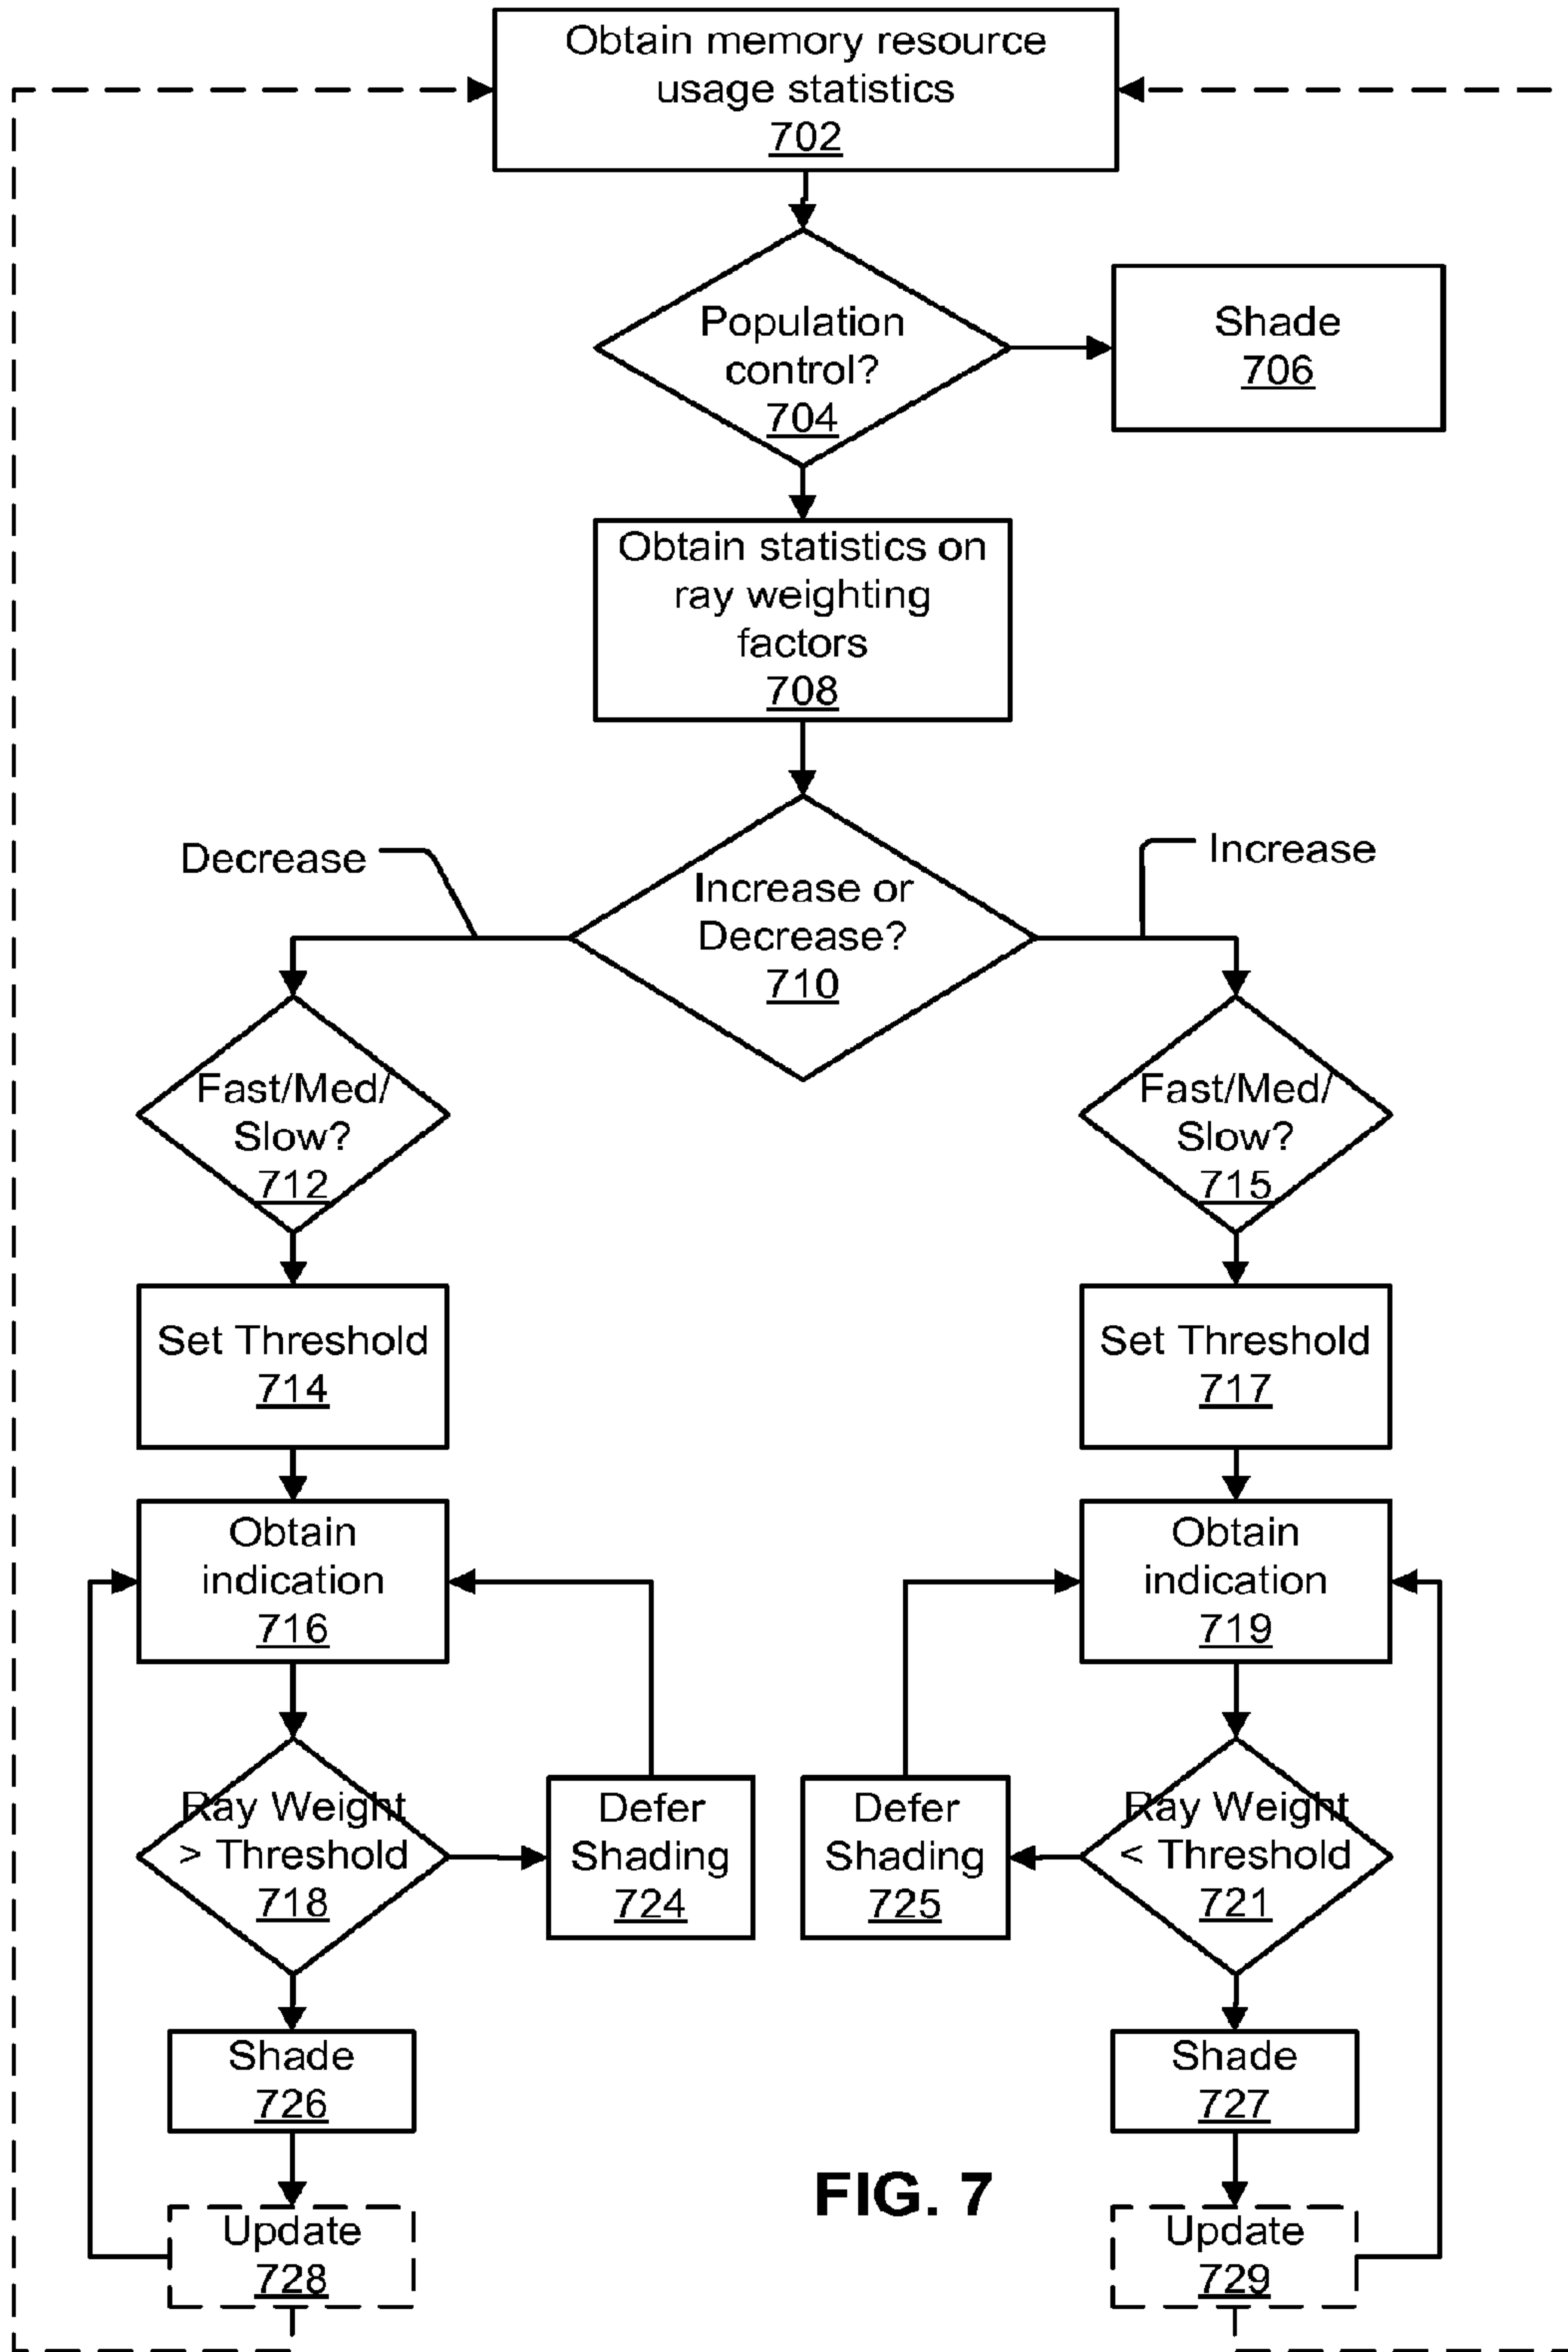 Obtain memory resource
usage statistics
702
Population
control?
704
Shade
706
Obtain statistics on
ray weighting
factors
708
Decrease
Increase
Increase or
Decrease?
710
Fast/Med/
Slow?
712
Fast/Med/
Slow?
715
Set Threshold
714
Set Threshold
717
Obtain
indication
716
Obtain
indication
719
Ray Weight
> Threshold
718
Defer
Shading
724
Defer
Shading
725
Ray Weight
< Threshold
721
Shade
726
Shade
727
FIG. 7
Update
728
Update
729